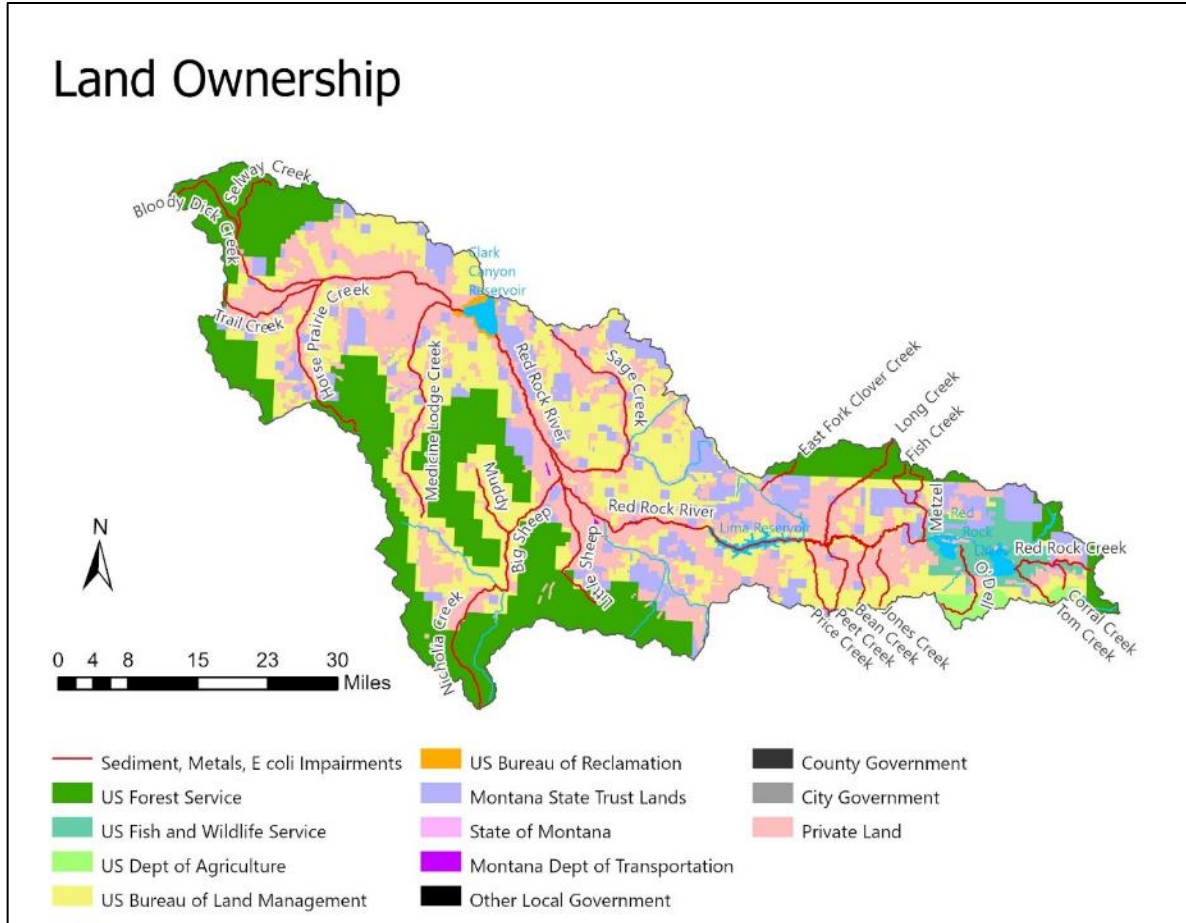 Land Ownership
Selway Creek
Bloody Dick Creek
Clark
Canyon
Reservoir
Trail Creek
Horse Prairie Creek
Medicine Lodge Creek
Red Rock River
Sage Creek
East Fork Clover Creek
Long Creek
Fish Creek
Muddy
Big Sheep
Little Sheep
Red Rock River
Lima Reservoir
Metzel
Red
Rock
Red Rock Creek
O'Dell
Nicholia Creek
Price Creek
Peet Creek
Bean Creek
Jones Creek
Tom Creek
Corral Creek
N
0 4 8 15 23 30
Miles
Sediment, Metals, E coli Impairments
US Forest Service
US Fish and Wildlife Service
US Dept of Agriculture
US Bureau of Land Management
US Bureau of Reclamation
Montana State Trust Lands
State of Montana
Montana Dept of Transportation
Other Local Government
County Government
City Government
Private Land